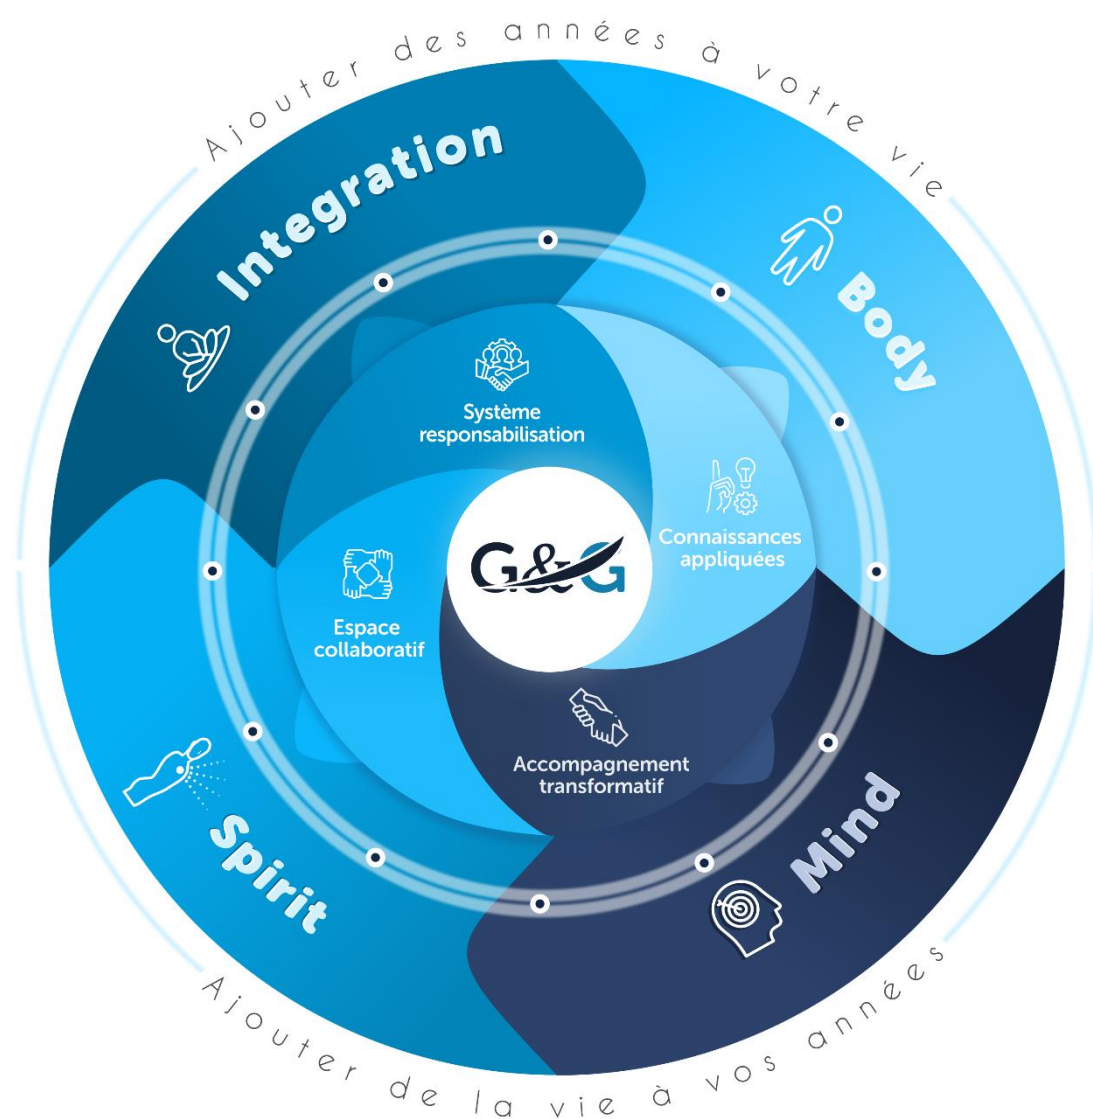 Ajouter des années à votre vie
Integration
Body
Système
responsabilisation
Connaissances
appliquées
G&G
Espace
collaboratif
Accompagnement
transformatif
Spirit
Mind
Ajouter de la vie à vos années